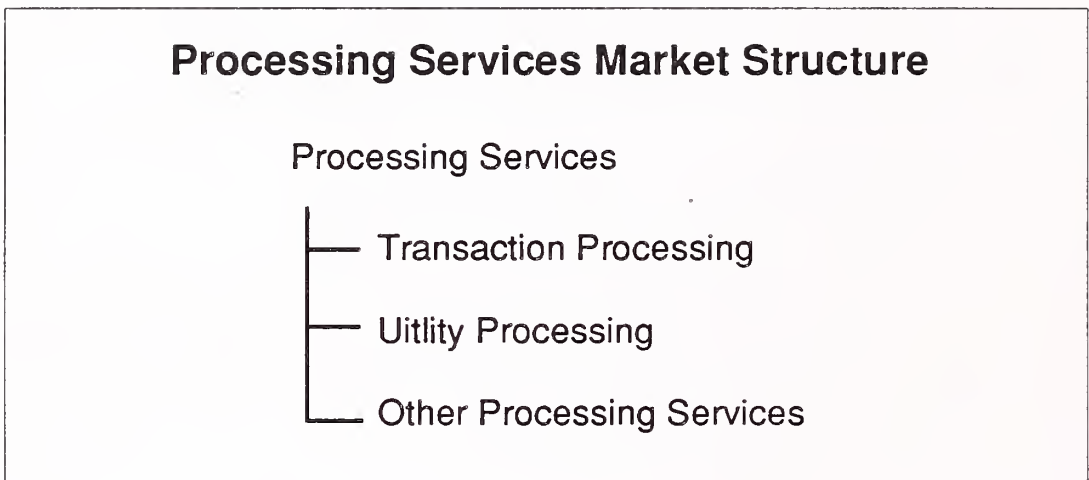 Processing Services Market Structure
Processing Services
Transaction Processing
Uitlity Processing
Other Processing Services